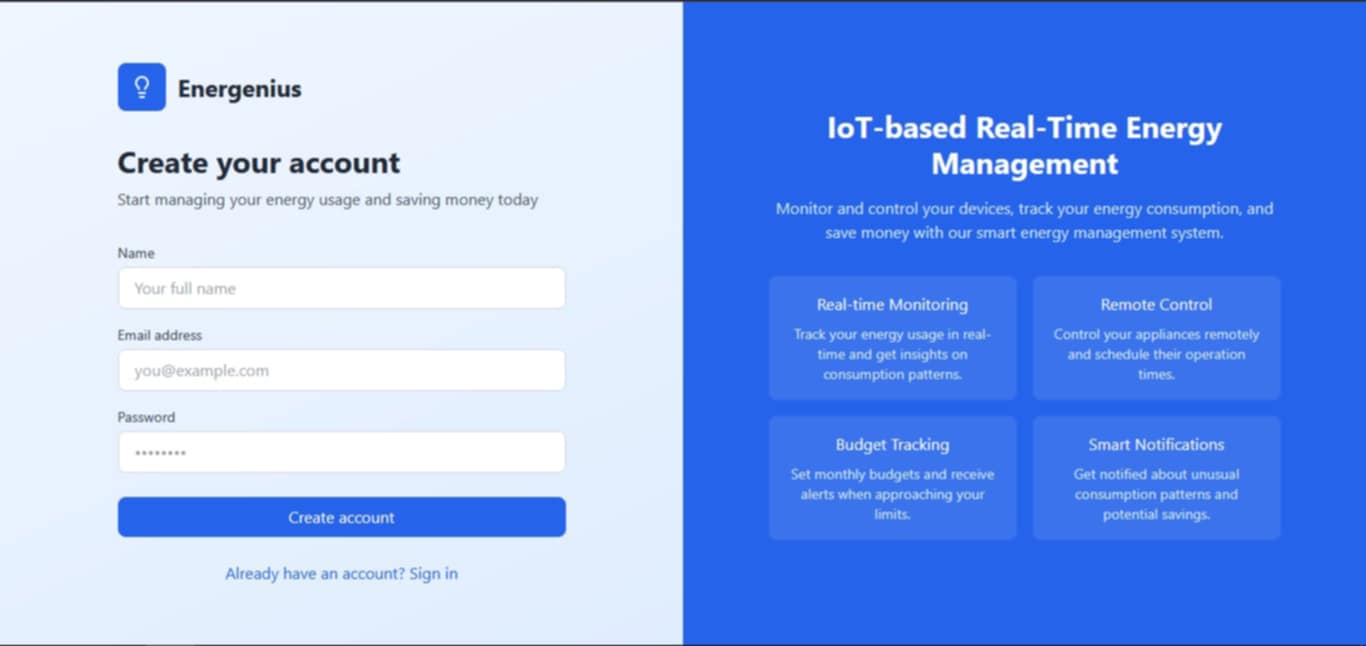 Energenius
Create your account
Start managing your energy usage and saving money today
Name
Your full name
Email address
you@example.com
Password
••••••••
Create account
Already have an account? Sign in
IoT-based Real-Time Energy
Management
Monitor and control your devices, track your energy consumption, and
save money with our smart energy management system.
Real-time Monitoring
Track your energy usage in real-
time and get insights on
consumption patterns.
Remote Control
Control your appliances remotely
and schedule their operation
times.
Budget Tracking
Set monthly budgets and receive
alerts when approaching your
limits.
Smart Notifications
Get notified about unusual
consumption patterns and
potential savings.